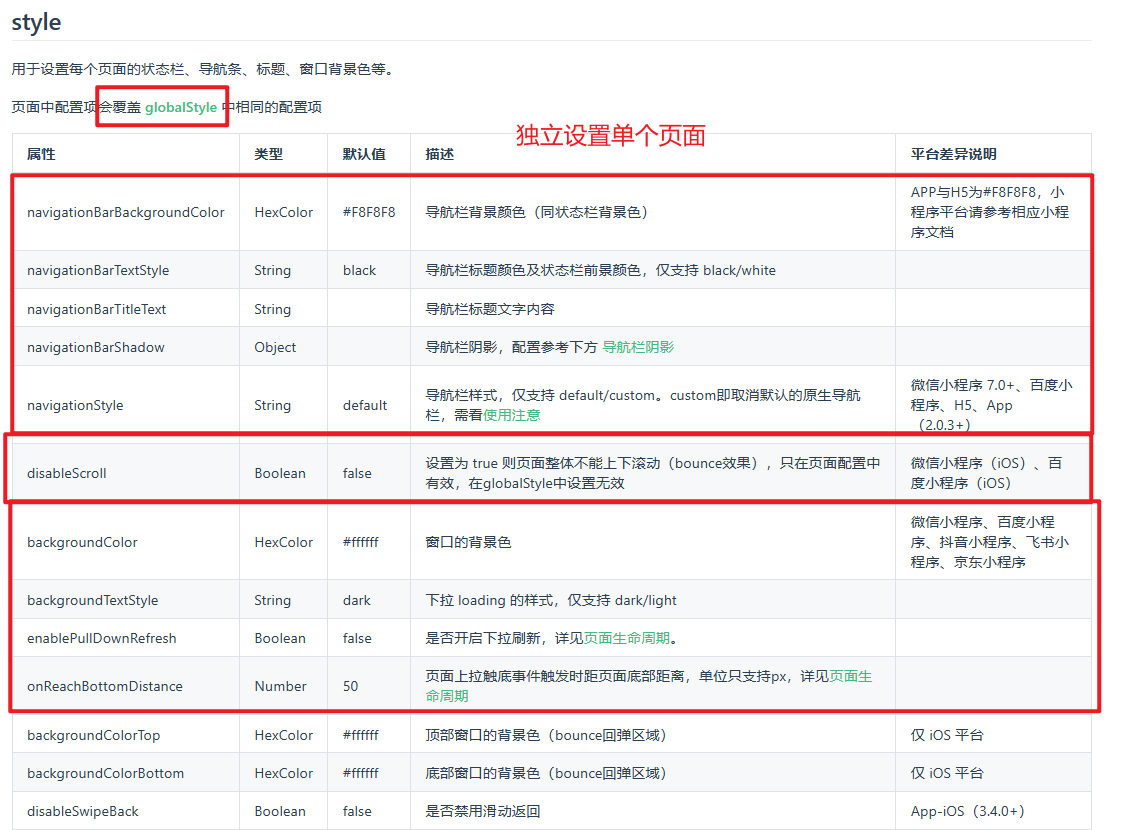 style
用于设置每个页面的状态栏、导航条、标题、窗口背景色等。
页面中配置项会覆盖 globalStyle 中相同的配置项
独立设置单个页面
属性 类型 默认值 描述 平台差异说明
navigationBarBackgroundColor HexColor #F8F8F8 导航栏背景颜色（同状态栏背景色） APP与H5为#F8F8F8，小
程序平台请参考相应小程
序文档
navigationBarTextStyle String black 导航栏标题颜色及状态栏前景颜色，仅支持 black/white
navigationBarTitleText String 导航栏标题文字内容
navigationBarShadow Object 导航栏阴影，配置参考下方 导航栏阴影
navigationStyle String default 导航栏样式，仅支持 default/custom。custom即取消默认的原生导航
栏，需看使用注意
微信小程序 7.0+、百度小
程序、H5、App
（2.0.3+）
disableScroll Boolean false 设置为 true 则页面整体不能上下滚动（bounce效果），只在页面配置中
有效，在globalStyle中设置无效
微信小程序（iOS）、百
度小程序（iOS）
backgroundColor HexColor #ffffff 窗口的背景色 微信小程序、百度小程
序、抖音小程序、飞书小
程序、京东小程序
backgroundTextStyle String dark 下拉 loading 的样式，仅支持 dark/light
enablePullDownRefresh Boolean false 是否开启下拉刷新，详见页面生命周期。
onReachBottomDistance Number 50 页面上拉触底事件触发时距页面底部距离，单位只支持px，详见页面生
命周期
backgroundColorTop HexColor #ffffff 顶部窗口的背景色（bounce回弹区域） 仅 iOS 平台
backgroundColorBottom HexColor #ffffff 底部窗口的背景色（bounce回弹区域） 仅 iOS 平台
disableSwipeBack Boolean false 是否禁用滑动返回 App-iOS（3.4.0+）